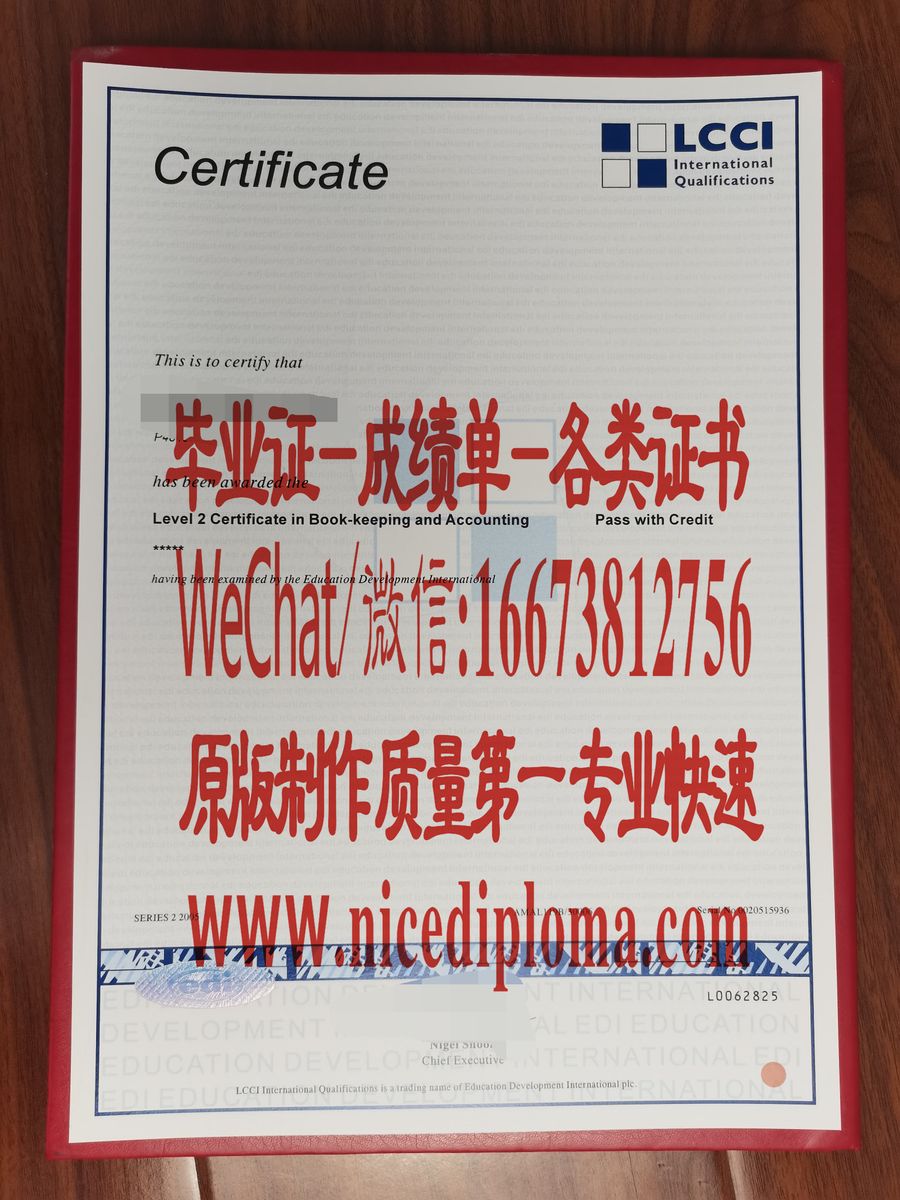 Certificate
LCCI
International
Qualifications
This is to certify that
毕业证一成绩单一各类证书
has been awarded the
Level 2 Certificate in Book-keeping and Accounting Pass with Credit
*****
having been examined by the Education Development International
WeChat/微信:16673812756
原版制作质量第一专业快速
www.nicediploma.com
SERIES 2 2005 Serial No 0020515936
edi
L0062825
Chief Executive
LCCI International Qualifications is a trading name of Education Development International plc.